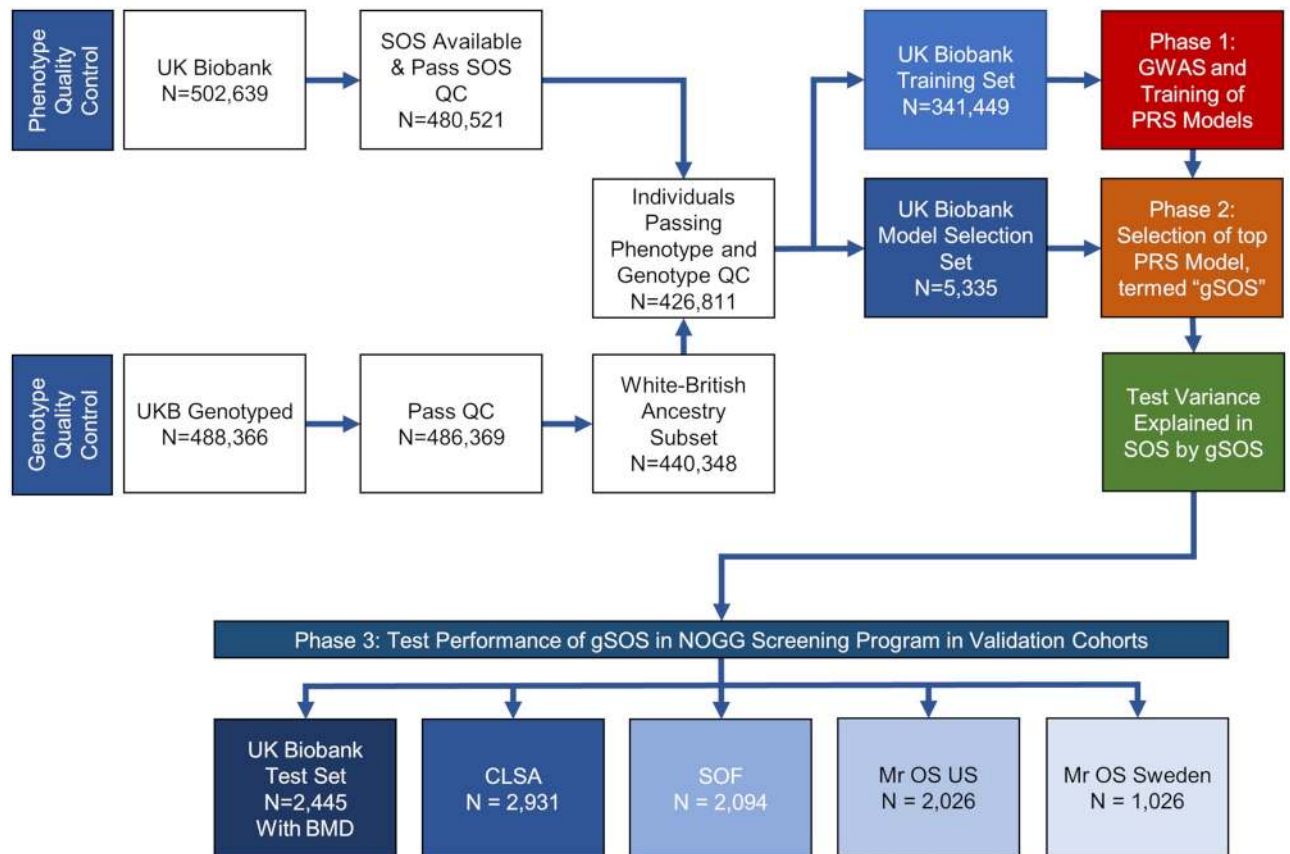 Phenotype
Quality
Control
UK Biobank
N=502,639
SOS Available
& Pass SOS
QC
N=480,521
UK Biobank
Training Set
N=341,449
Phase 1:
GWAS and
Training of
PRS Models
Individuals
Passing
Phenotype and
Genotype QC
N=426,811
UK Biobank
Model Selection
Set
N=5,335
Phase 2:
Selection of top
PRS Model,
termed “gSOS”
Genotype
Quality
Control
UKB Genotyped
N=488,366
Pass QC
N=486,369
White-British
Ancestry
Subset
N=440,348
Test Variance
Explained in
SOS by gSOS
Phase 3: Test Performance of gSOS in NOGG Screening Program in Validation Cohorts
UK Biobank
Test Set
N=2,445
With BMD
CLSA
N = 2,931
SOF
N = 2,094
Mr OS US
N = 2,026
Mr OS Sweden
N = 1,026